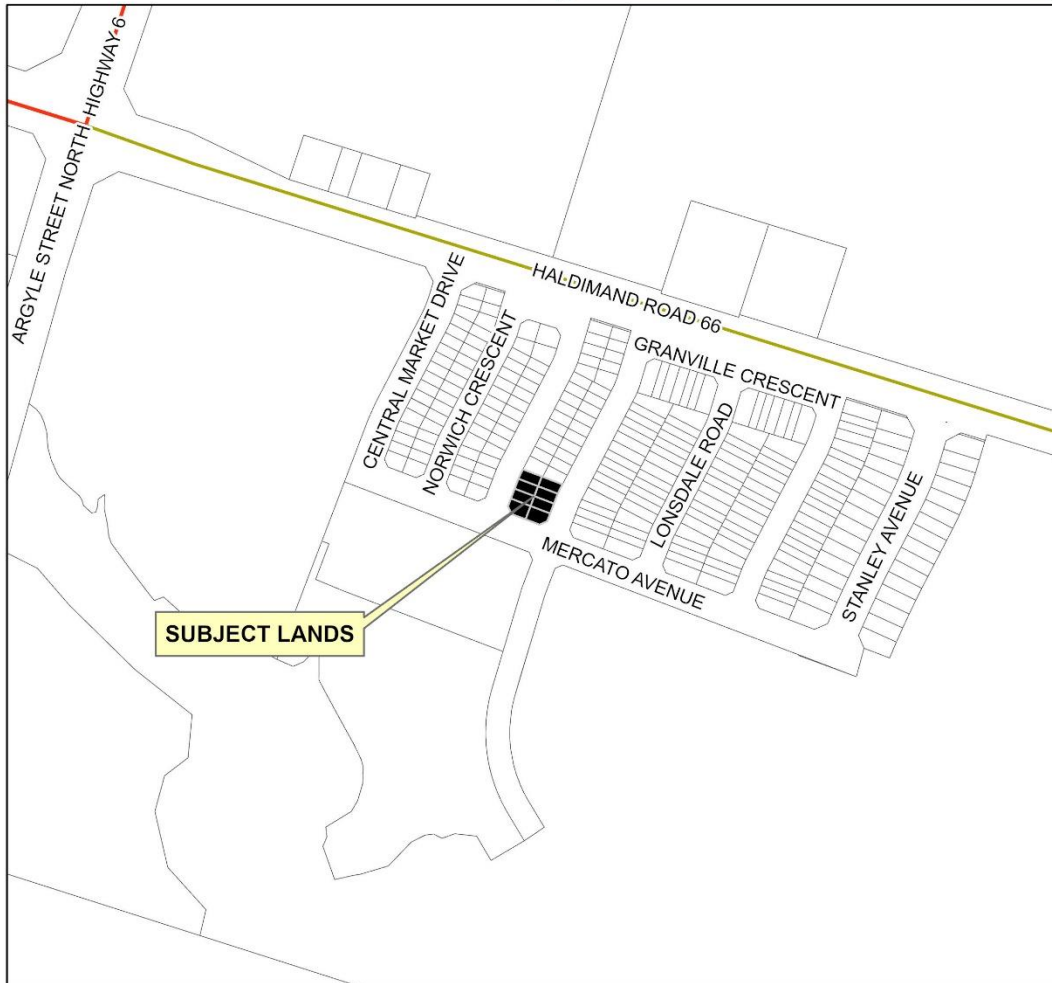 ARGYLE STREET NORTH
HIGHWAY 6
HALDIMAND ROAD 66
CENTRAL MARKET DRIVE
NORWICH CRESCENT
GRANVILLE CRESCENT
LONSDALE ROAD
STANLEY AVENUE
MERCATO AVENUE
SUBJECT LANDS